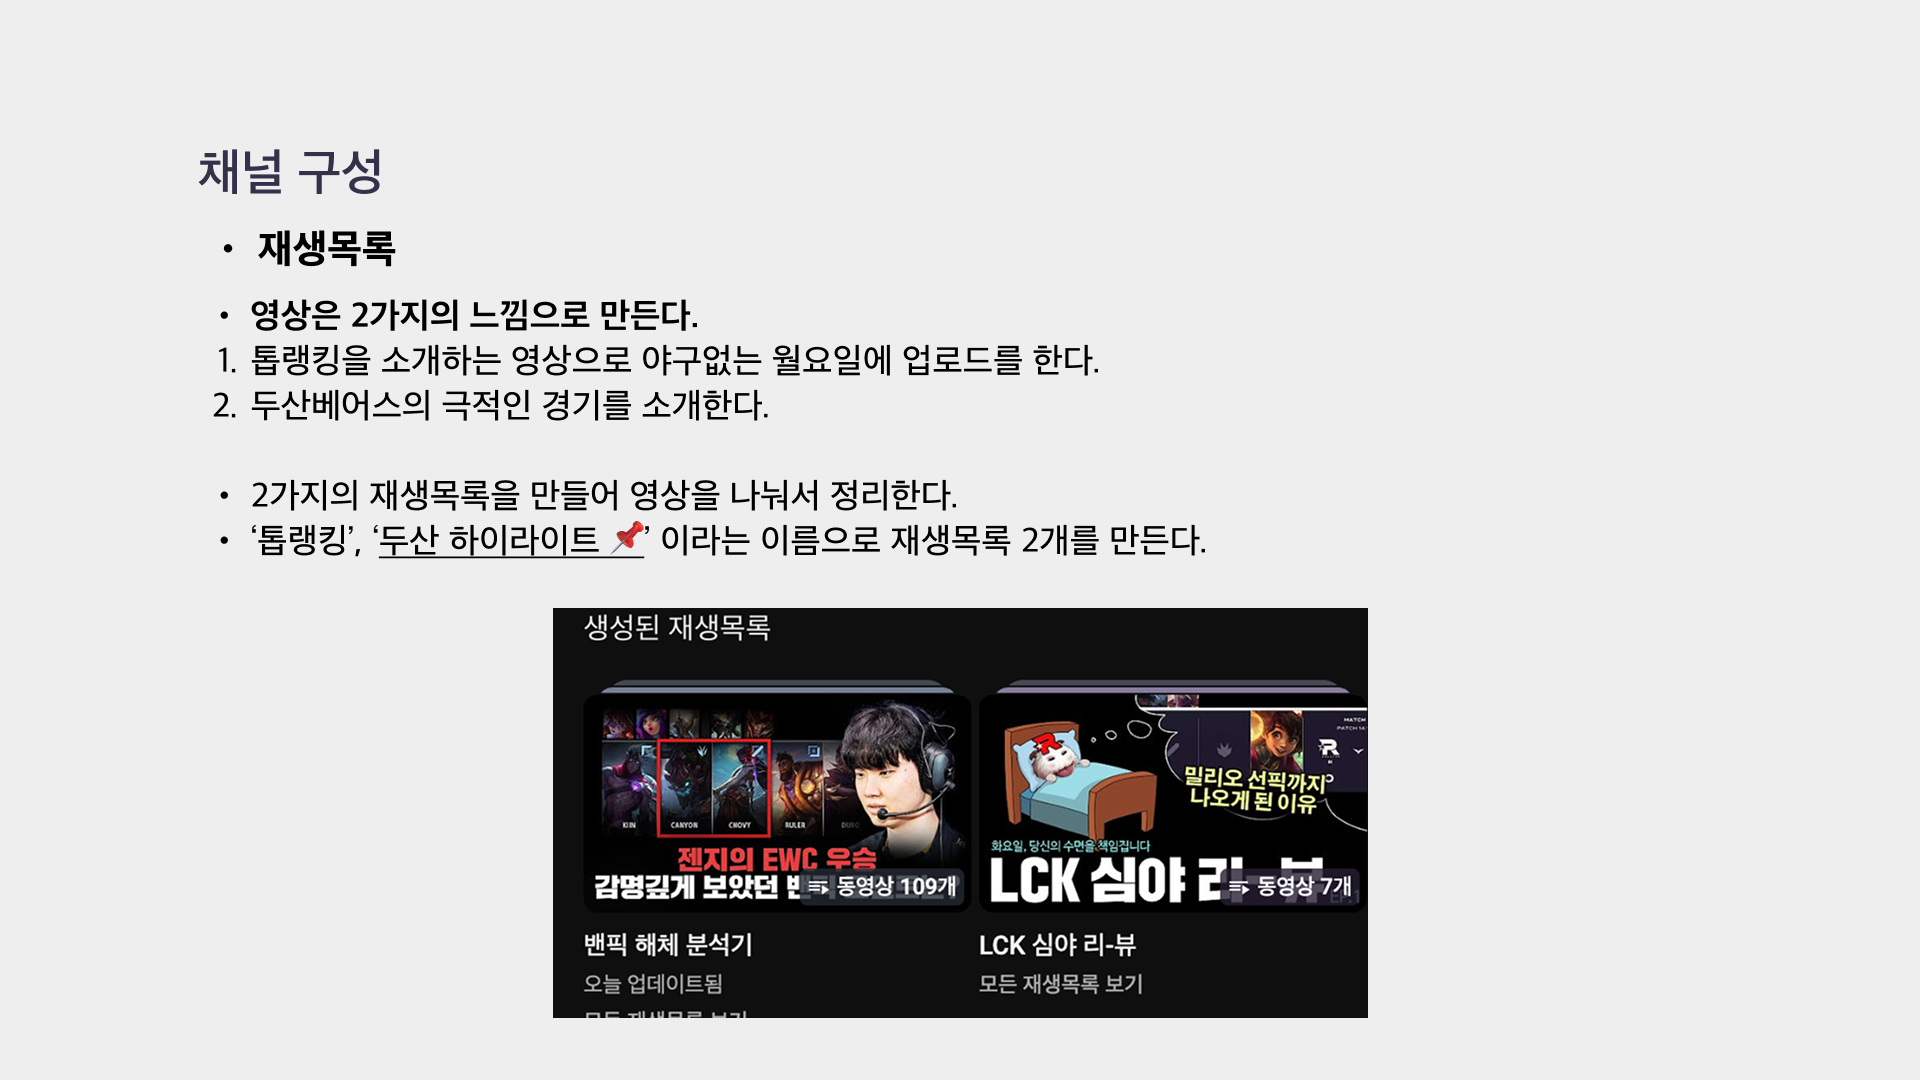 채널 구성
• 재생목록
• 영상은 2가지의 느낌으로 만든다.
1. 톱랭킹을 소개하는 영상으로 야구없는 월요일에 업로드를 한다.
2. 두산베어스의 극적인 경기를 소개한다.
• 2가지의 재생목록을 만들어 영상을 나눠서 정리한다.
• ‘톱랭킹’, ‘두산 하이라이트 📌’ 이라는 이름으로 재생목록 2개를 만든다.
생성된 재생목록
KIIN CANYON CHOVY RULER
젠지의 EWC 우승
감명깊게 보았던
동영상 109개
밴픽 해체 분석기
오늘 업데이트됨
모든 재생목록 보기
MATCH
PATCH 14
밀리오 선픽까지
나오게 된 이유
화요일, 당신의 수면을 책임집니다
LCK 심야 리-뷰
동영상 7개
LCK 심야 리-뷰
모든 재생목록 보기